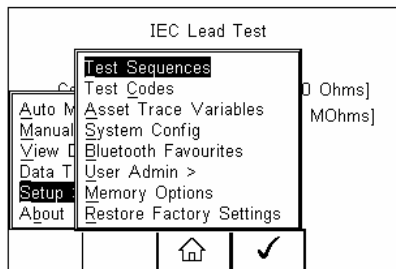 IEC Lead Test
Test Sequences
Test Codes
Ohms]
Auto
Asset Trace Variables
MOhms]
Manual
System Config
View
Bluetooth Favourites
Data
User Admin >
Setup
Memory Options
About
Restore Factory Settings